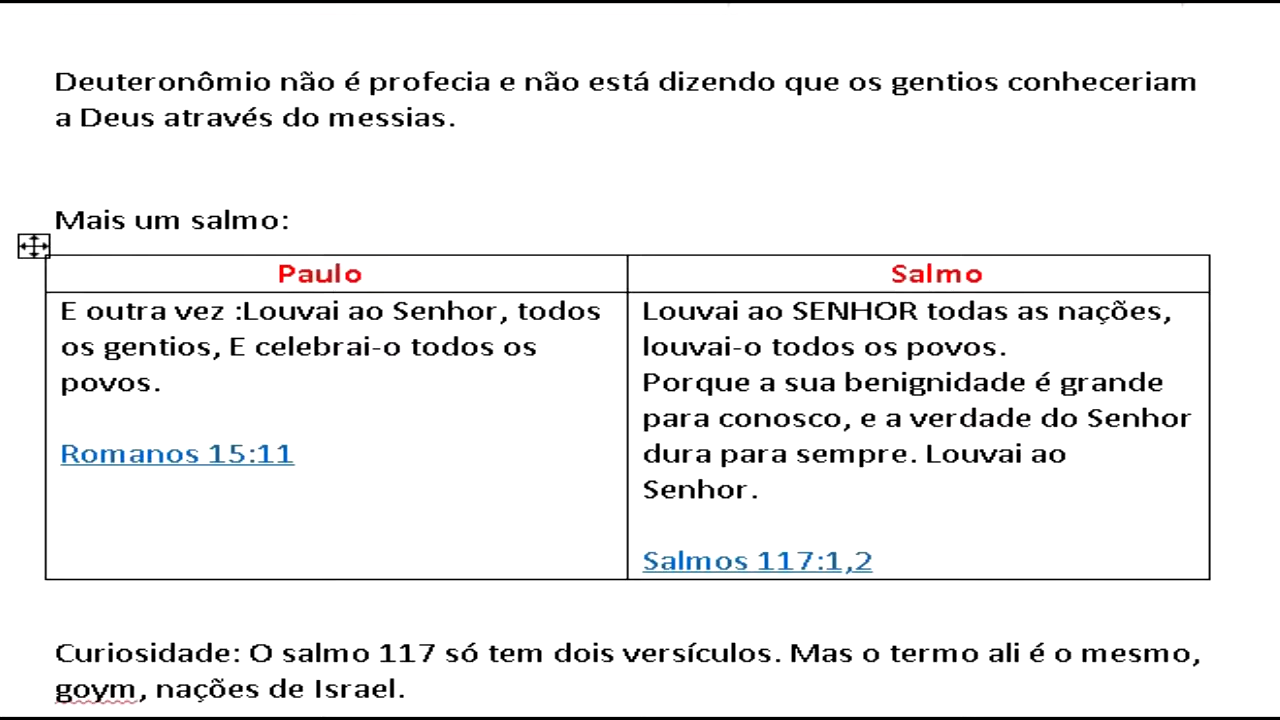 Deuteronômio não é profecia e não está dizendo que os gentios conheceriam
a Deus através do messias.
Mais um salmo:
Paulo
E outra vez :Louvai ao Senhor, todos
os gentios, E celebrai-o todos os
povos.
Romanos 15:11
Salmo
Louvai ao SENHOR todas as nações,
louvai-o todos os povos.
Porque a sua benignidade é grande
para conosco, e a verdade do Senhor
dura para sempre. Louvai ao
Senhor.
Salmos 117:1,2
Curiosidade: O salmo 117 só tem dois versículos. Mas o termo ali é o mesmo,
goym, nações de Israel.